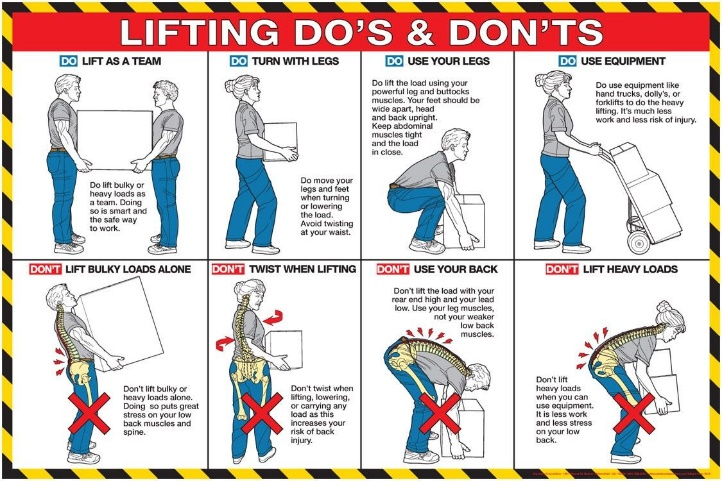 LIFTING DO'S & DON'TS
DO LIFT AS A TEAM
Do lift bulky or
heavy loads as
a team. Doing
so is smart and
the safe way
to work.
DO TURN WITH LEGS
Do move your
legs and feet
when turning
or lowering
the load.
Avoid twisting
at your waist.
DO USE YOUR LEGS
Do lift the load using your
powerful leg and buttocks
muscles. Your feet should be
wide apart, head
and back upright.
Keep abdominal
muscles tight
and the load
in close.
DO USE EQUIPMENT
Do use equipment like
hand trucks, dolly's, or
forklifts to do the heavy
lifting. It's much less
work and less risk of injury.
DON'T LIFT BULKY LOADS ALONE
Don't lift bulky or
heavy loads alone.
Doing so puts great
stress on your low
back muscles and
spine.
DON'T TWIST WHEN LIFTING
Don't twist when
lifting, lowering,
or carrying any
load as this
increases your
risk of back
injury.
DON'T USE YOUR BACK
Don't lift the load with your
rear end high and your lead
low. Use your leg muscles,
not your weaker
low back
muscles.
DON'T LIFT HEAVY LOADS
Don't lift
heavy loads
when you can
use equipment.
It is less work
and less stress
on your low
back.